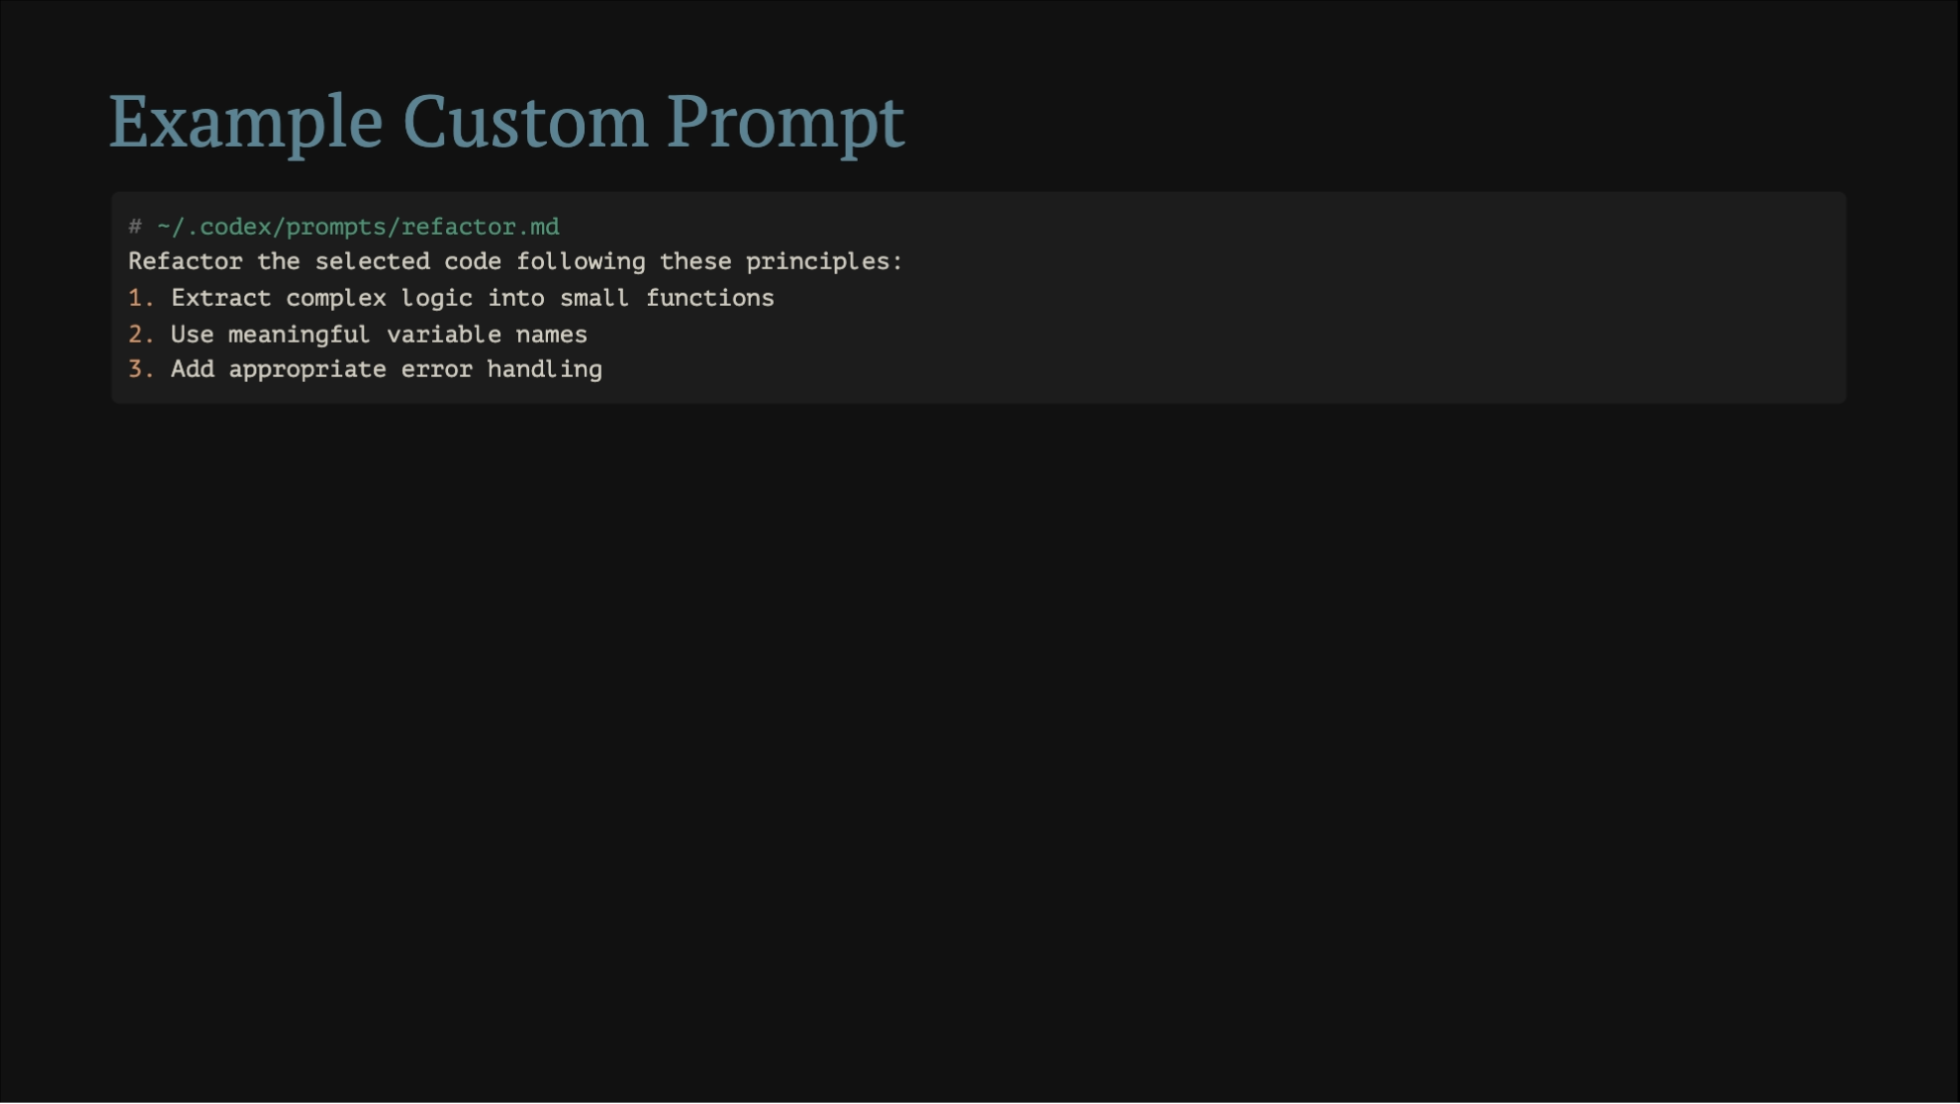 Example Custom Prompt
# ~/.codex/prompts/refactor.md
Refactor the selected code following these principles:
1. Extract complex logic into small functions
2. Use meaningful variable names
3. Add appropriate error handling